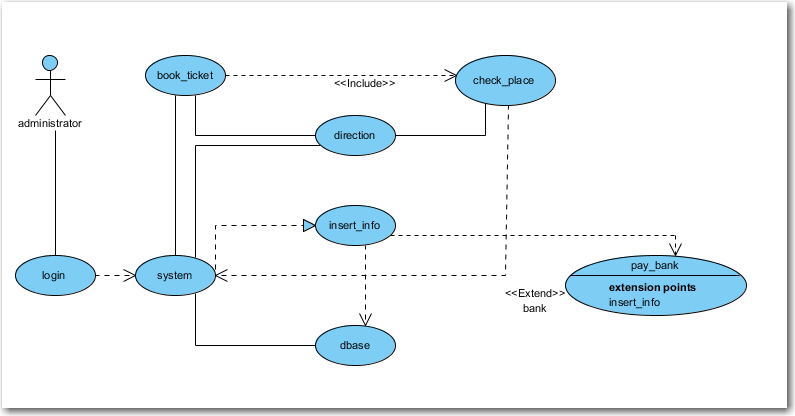 book_ticket
<<Include>>
check_place
administrator
direction
insert_info
login
system
pay_bank
extension points
insert_info
<<Extend>>
bank
dbase